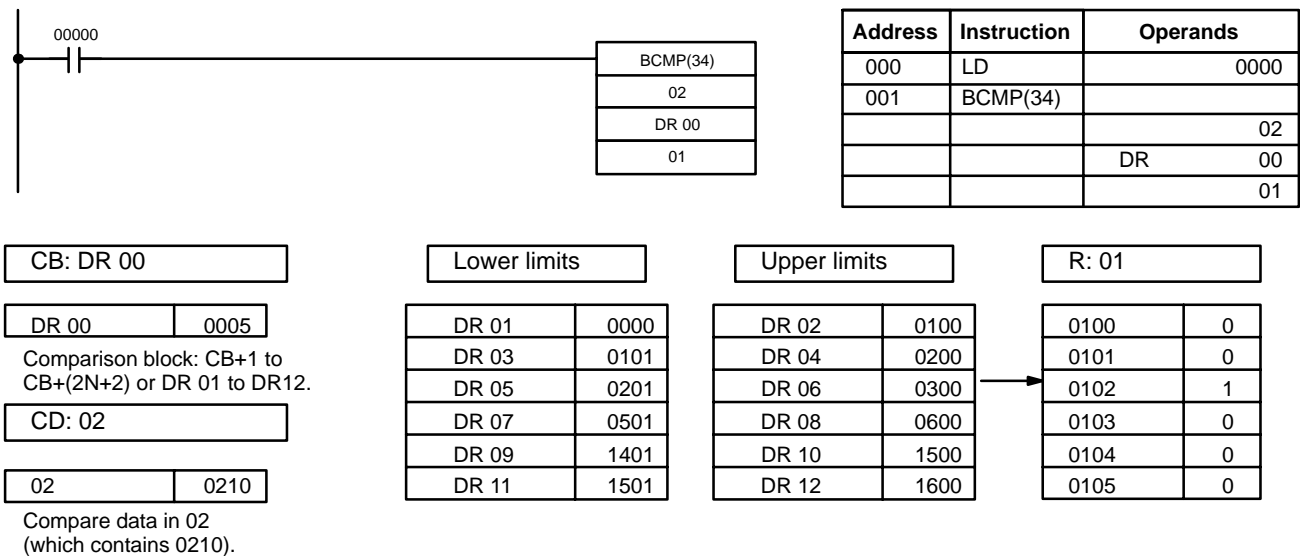 00000
BCMP(34)
02
DR 00
01
Address Instruction Operands
000 LD 0000
001 BCMP(34)
02
DR 00
01
CB: DR 00
DR 00 0005
Comparison block: CB+1 to
CB+(2N+2) or DR 01 to DR12.
CD: 02
02 0210
Compare data in 02
(which contains 0210).
Lower limits
DR 01 0000
DR 03 0101
DR 05 0201
DR 07 0501
DR 09 1401
DR 11 1501
Upper limits
DR 02 0100
DR 04 0200
DR 06 0300
DR 08 0600
DR 10 1500
DR 12 1600
R: 01
0100 0
0101 0
0102 1
0103 0
0104 0
0105 0